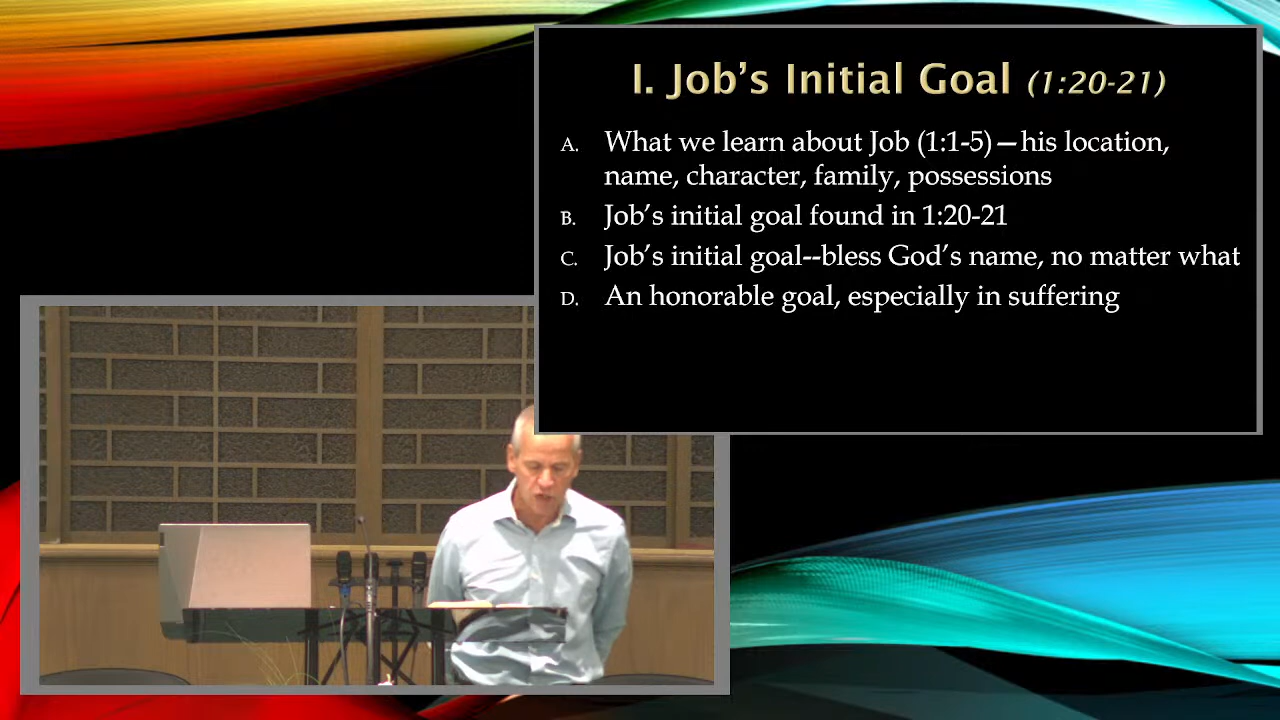 I. Job's Initial Goal (1:20-21)
A. What we learn about Job (1:1-5)—his location,
name, character, family, possessions
B. Job's initial goal found in 1:20-21
C. Job's initial goal--bless God's name, no matter what
D. An honorable goal, especially in suffering